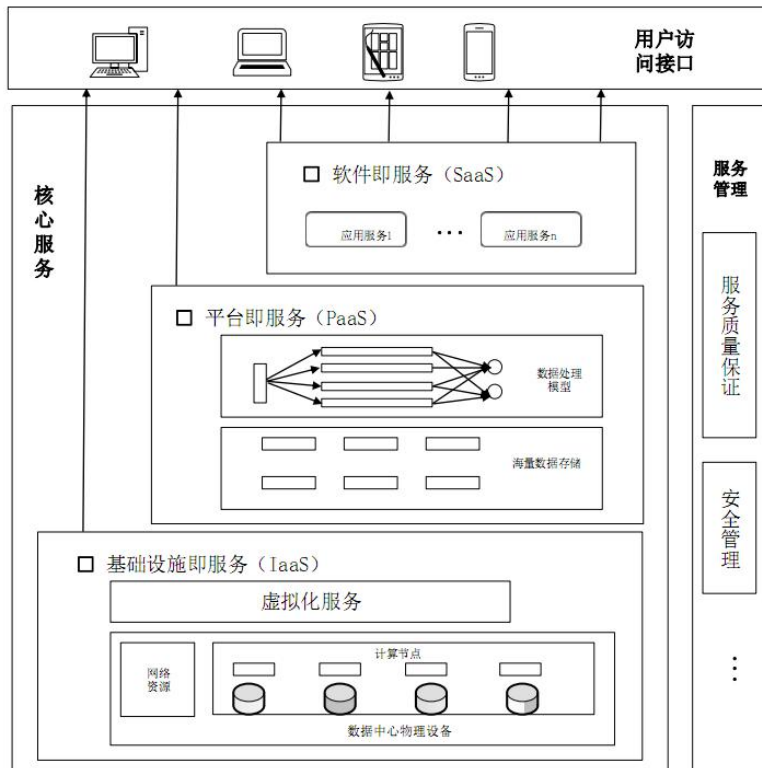 用户访
问接口
核
心
服
务
软件即服务（SaaS）
应用服务1
...
应用服务n
平台即服务（PaaS）
数据处理
模型
海量数据存储
基础设施即服务（IaaS）
虚拟化服务
网络
资源
计算节点
数据中心物理设备
服务
管理
服
务
质
量
保
证
安
全
管
理
...